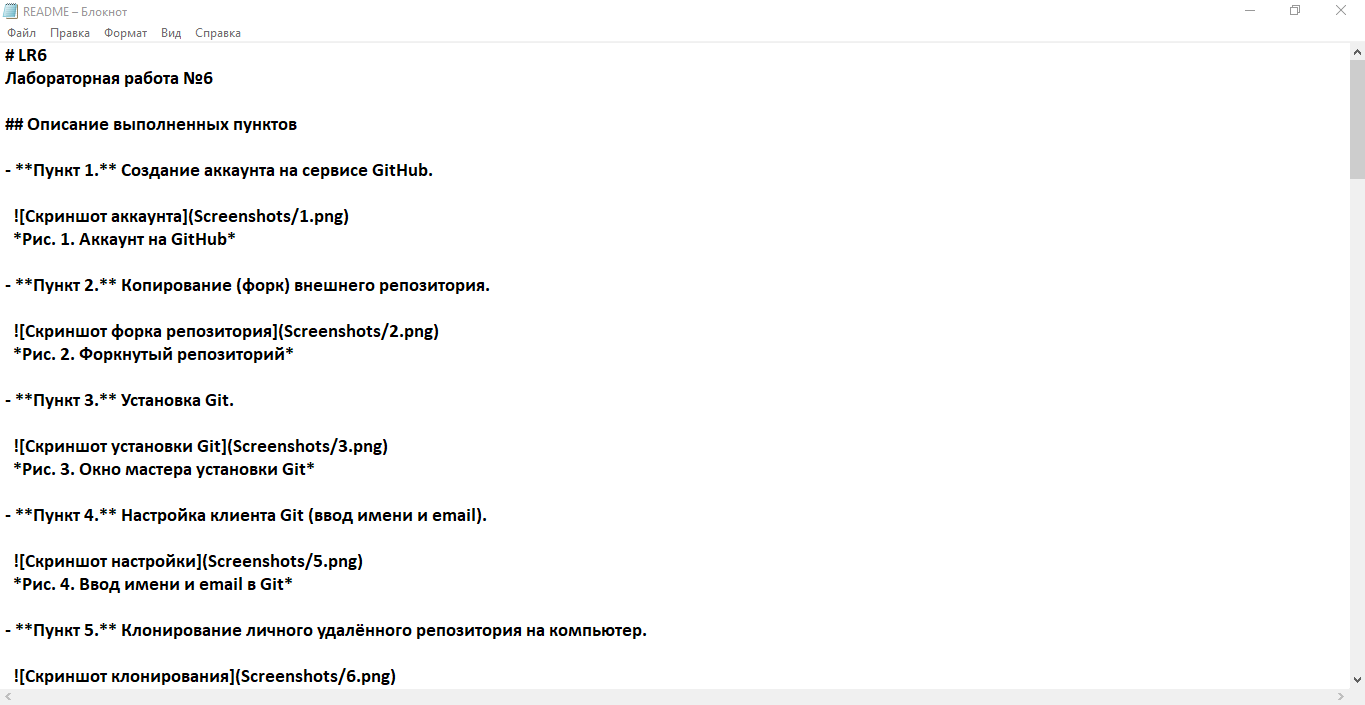 README – Блокнот
Файл Правка Формат Вид Справка
# LR6
Лабораторная работа №6
## Описание выполненных пунктов
- **Пункт 1.** Создание аккаунта на сервисе GitHub.
![Скриншот аккаунта](Screenshots/1.png)
*Рис. 1. Аккаунт на GitHub*
- **Пункт 2.** Копирование (форк) внешнего репозитория.
![Скриншот форка репозитория](Screenshots/2.png)
*Рис. 2. Форкнутый репозиторий*
- **Пункт 3.** Установка Git.
![Скриншот установки Git](Screenshots/3.png)
*Рис. 3. Окно мастера установки Git*
- **Пункт 4.** Настройка клиента Git (ввод имени и email).
![Скриншот настройки](Screenshots/5.png)
*Рис. 4. Ввод имени и email в Git*
- **Пункт 5.** Клонирование личного удалённого репозитория на компьютер.
![Скриншот клонирования](Screenshots/6.png)